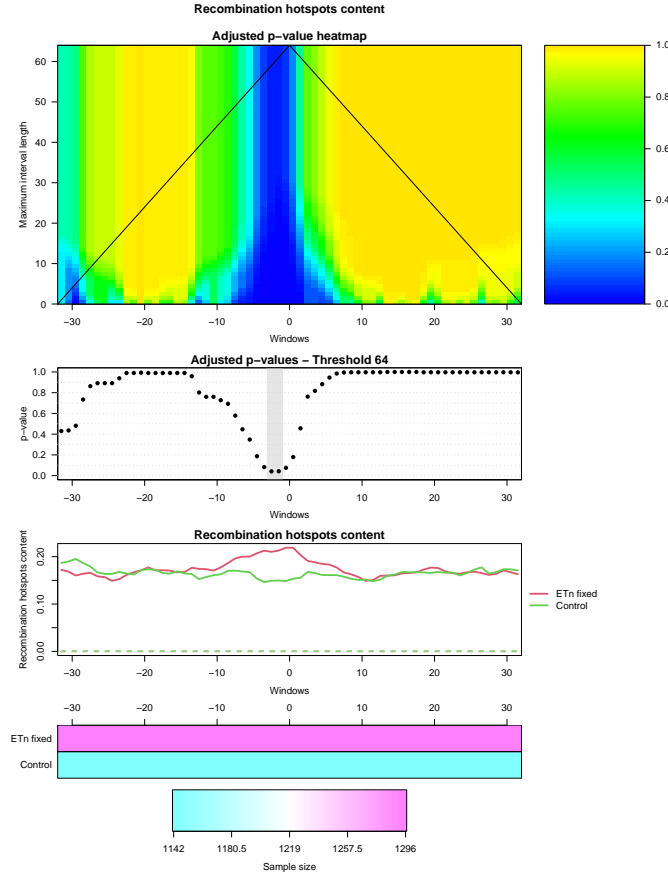 Recombination hotspots content
Adjusted p−value heatmap
Maximum interval length
0 10 20 30 40 50 60
−30 −20 −10 0 10 20 30
Windows
0.0 0.2 0.4 0.6 0.8 1.0
Adjusted p−values − Threshold 64
p−value
0.0 0.2 0.4 0.6 0.8 1.0
−30 −20 −10 0 10 20 30
Windows
Recombination hotspots content
Recombination hotspots content
0.00 0.10 0.20
−30 −20 −10 0 10 20 30
Windows
ETn fixed
Control
−30 −20 −10 0 10 20 30
ETn fixed
Control
1142 1180.5 1219 1257.5 1296
Sample size